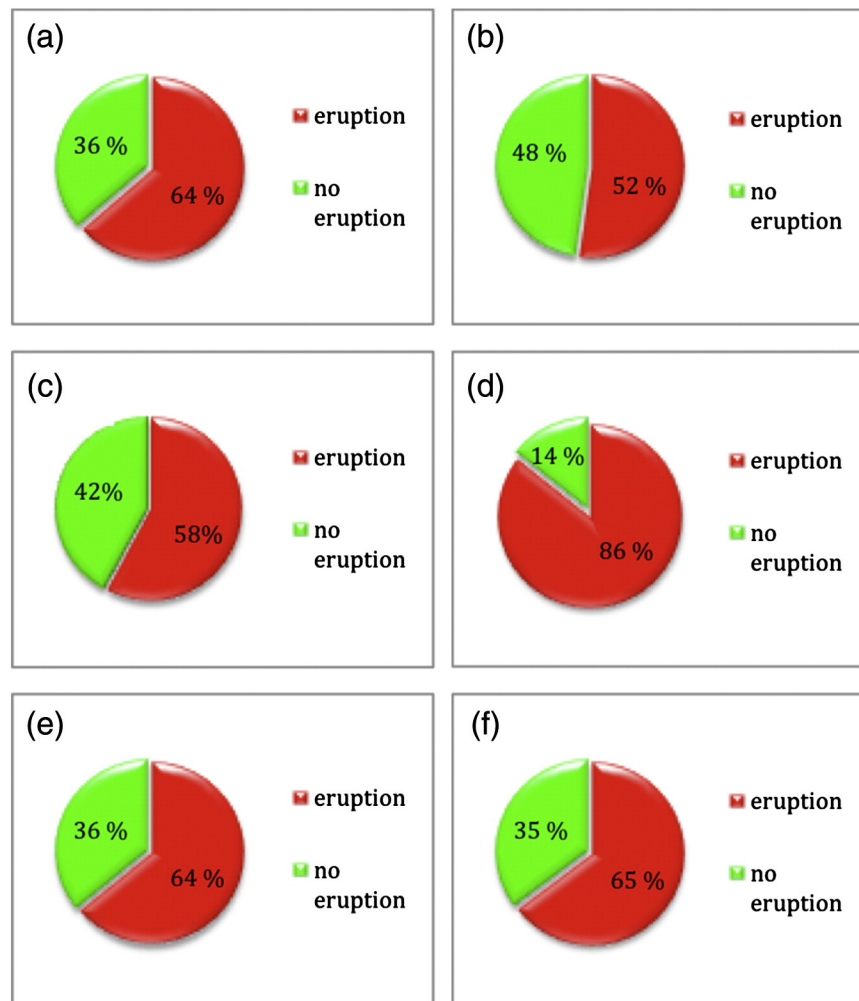 (a)
36 %
64 %
eruption
no
eruption
(b)
48 %
52 %
eruption
no
eruption
(c)
42%
58%
eruption
no
eruption
(d)
14 %
86 %
eruption
no
eruption
(e)
36 %
64 %
eruption
no
eruption
(f)
35 %
65 %
eruption
no
eruption